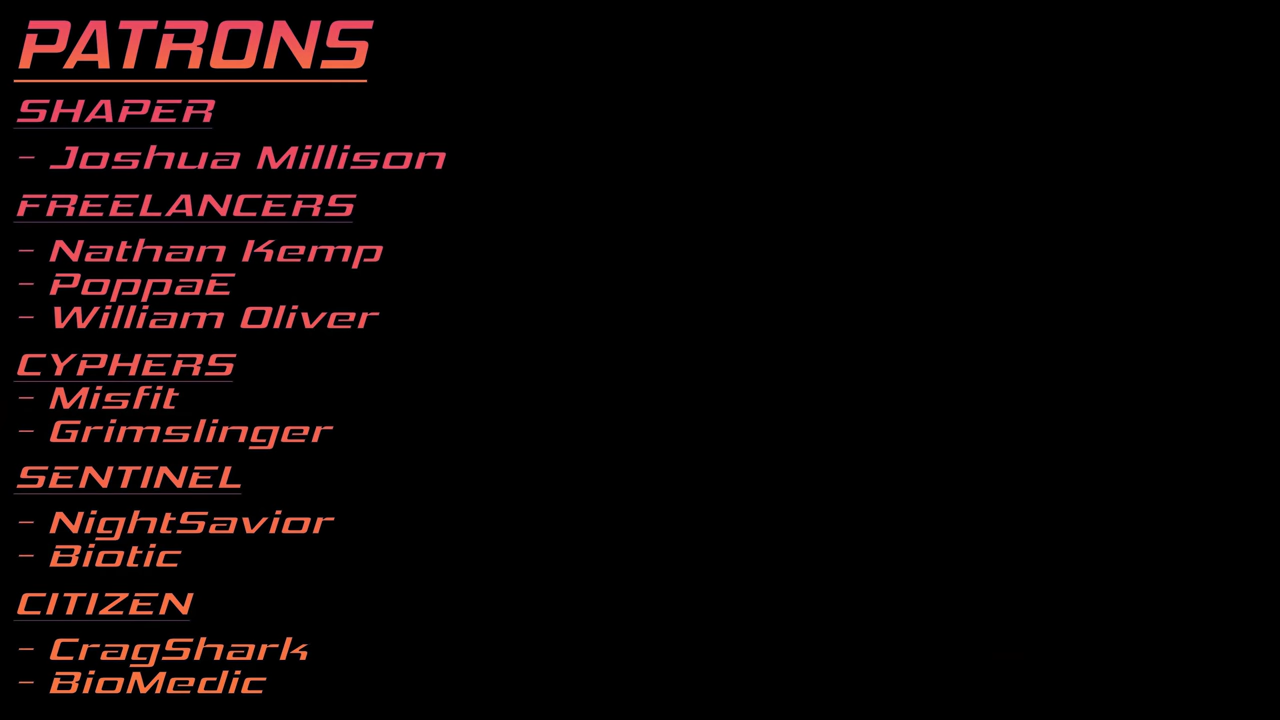 PATRONS
SHAPER
- Joshua Millison
FREELANCERS
- Nathan Kemp
- PoppaE
- William Oliver
CYPHERS
- Misfit
- Grimslinger
SENTINEL
- NightSavior
- Biotic
CITIZEN
- CragShark
- BioMedic